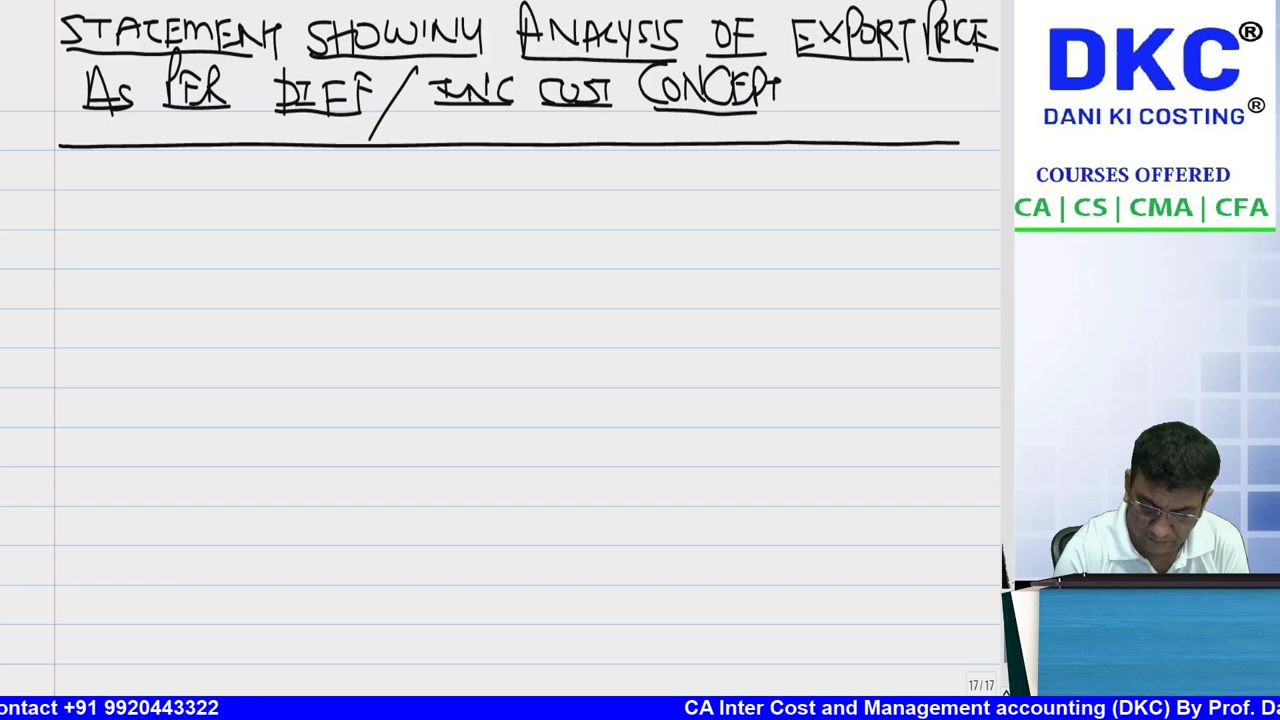 STATEMENT SHOWING ANALYSIS OF EXPORT PRICE
AS PER DIFF/INC COST CONCEPT
DKC®
DANI KI COSTING®
COURSES OFFERED
CA | CS | CMA | CFA
17/17
ontact +91 9920443322
CA Inter Cost and Management accounting (DKC) By Prof. Da